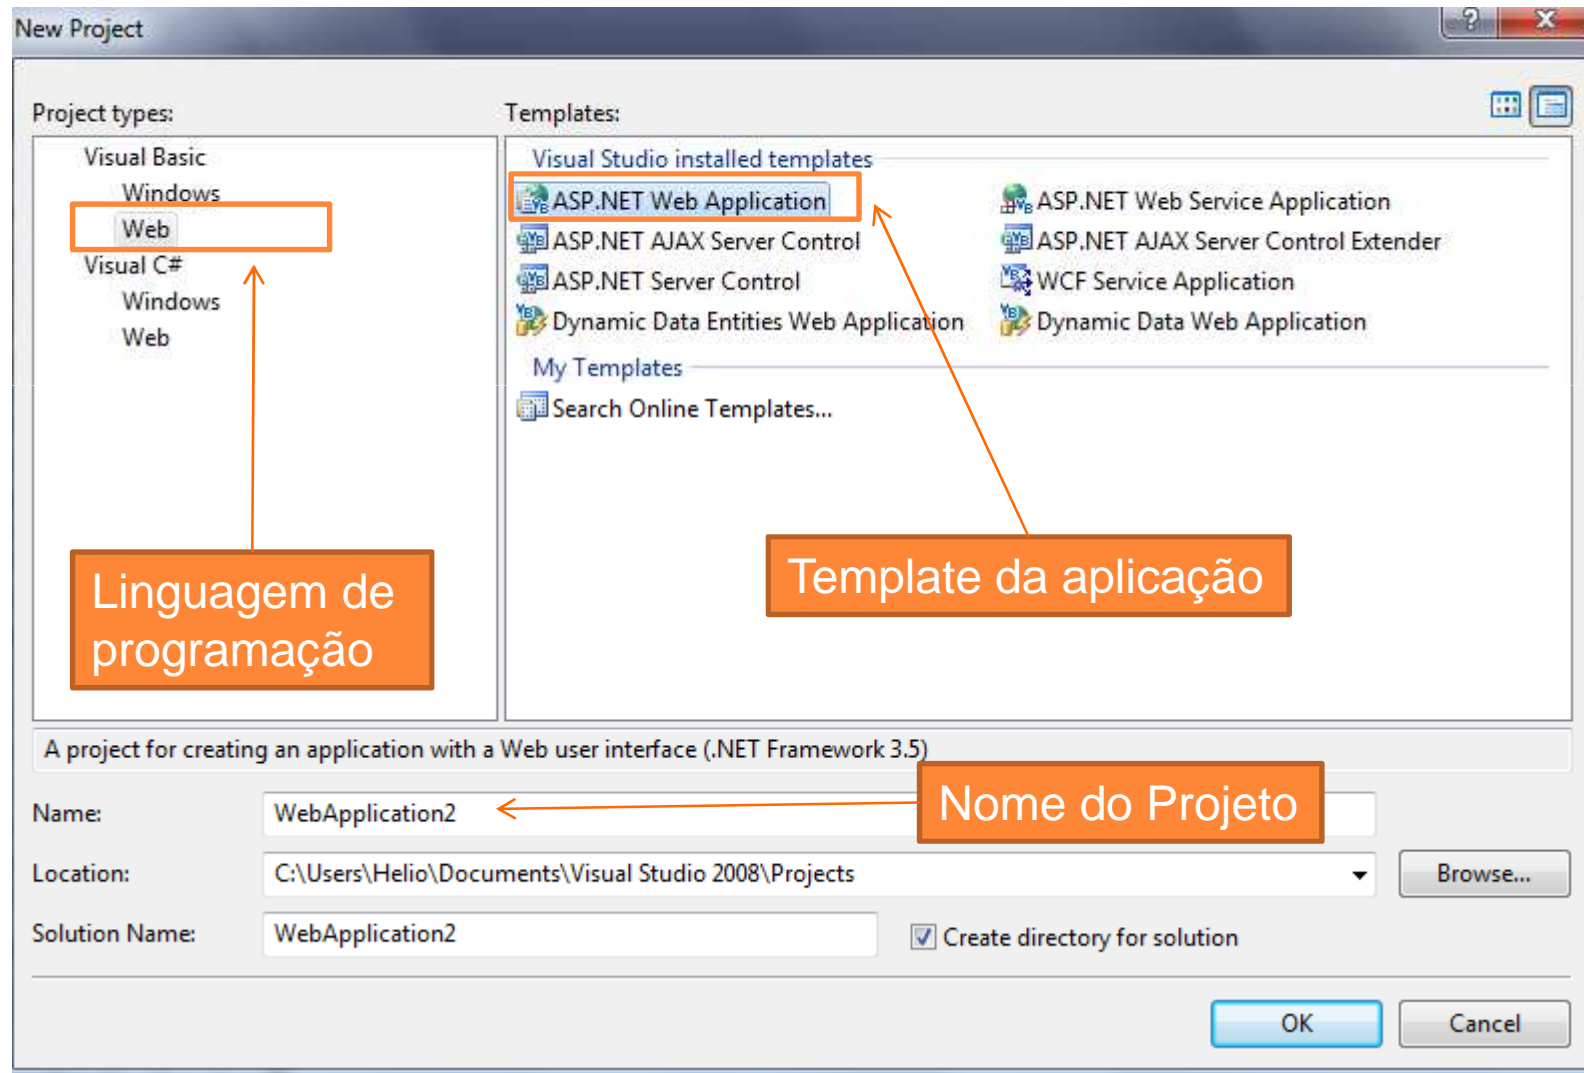 New Project
Project types:
Templates:
Visual Basic
Windows
Web
Visual C#
Windows
Web
Visual Studio installed templates
ASP.NET Web Application
ASP.NET Web Service Application
ASP.NET AJAX Server Control
ASP.NET AJAX Server Control Extender
ASP.NET Server Control
WCF Service Application
Dynamic Data Entities Web Application
Dynamic Data Web Application
My Templates
Search Online Templates...
Linguagem de
programação
Template da aplicação
A project for creating an application with a Web user interface (.NET Framework 3.5)
Name:
WebApplication2
Nome do Projeto
Location:
C:\Users\Helio\Documents\Visual Studio 2008\Projects
Browse...
Solution Name:
WebApplication2
Create directory for solution
OK
Cancel